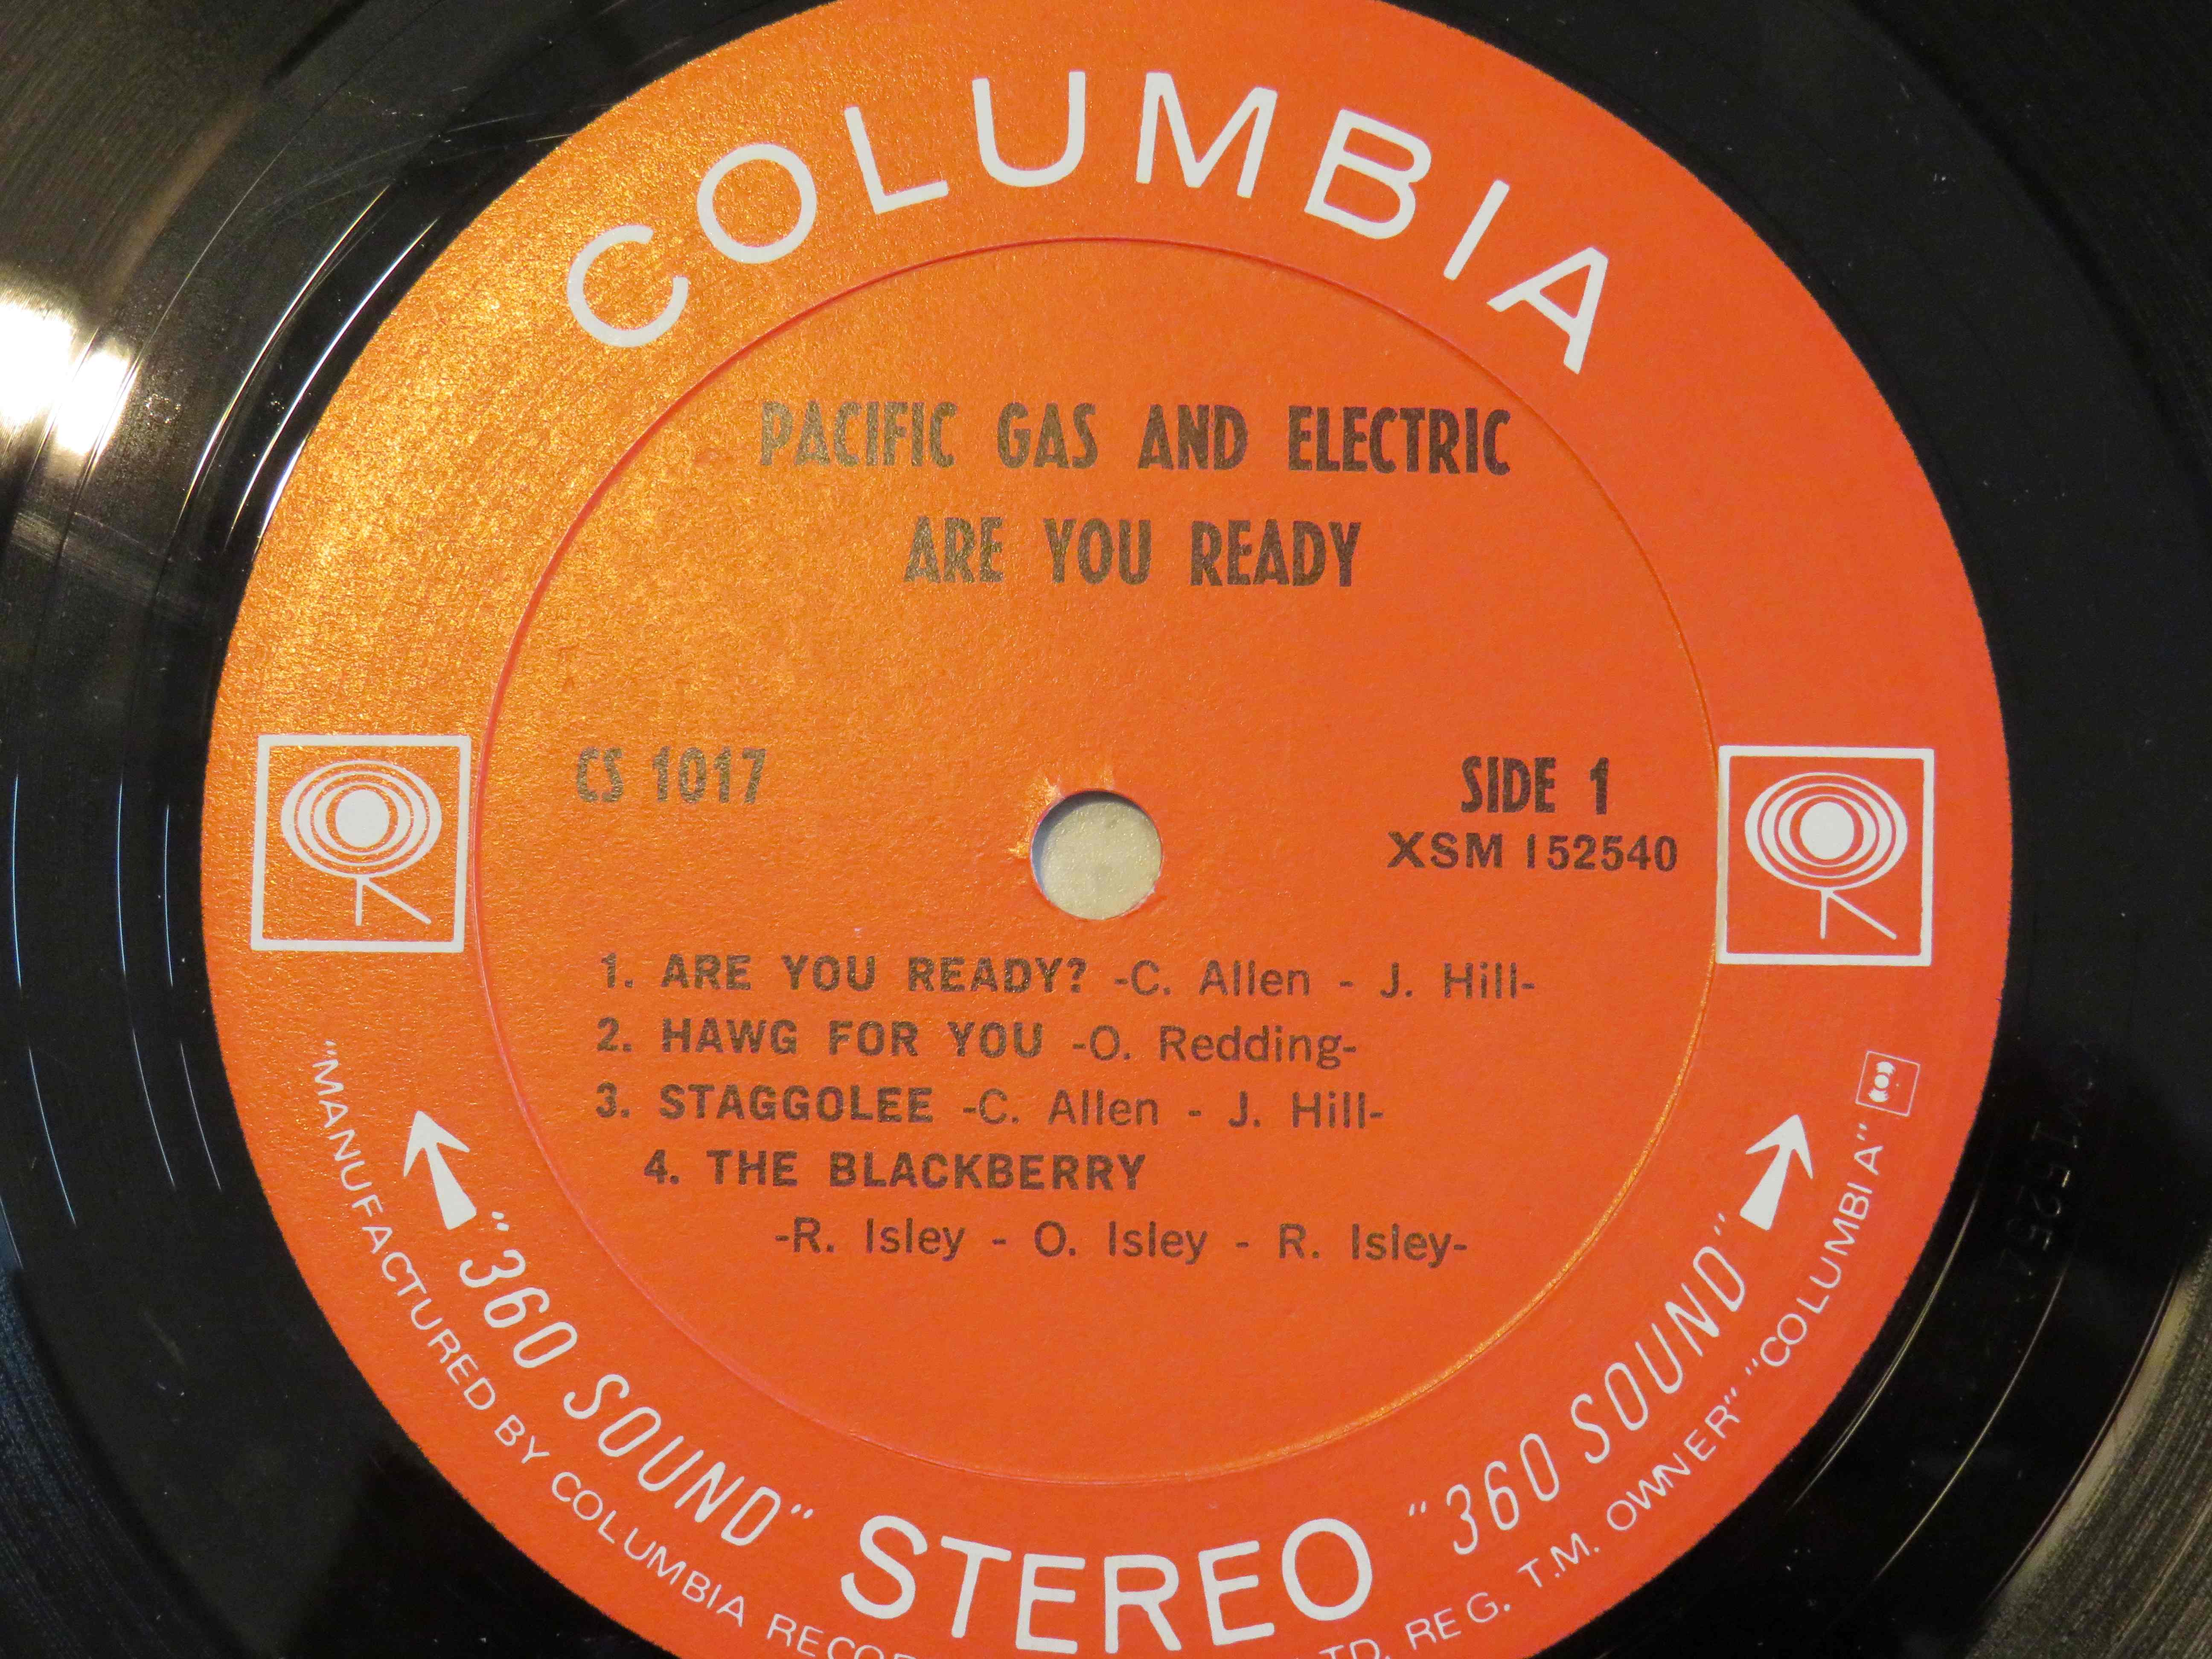 COLUMBIA
PACIFIC GAS AND ELECTRIC
ARE YOU READY
CS 1017
SIDE 1
XSM 152540
1. ARE YOU READY? -C. Allen - J. Hill-
2. HAWG FOR YOU -O. Redding-
3. STAGGOLEE -C. Allen - J. Hill-
4. THE BLACKBERRY
-R. Isley - O. Isley - R. Isley-
"360 SOUND" STEREO "360 SOUND"
"MANUFACTURED BY COLUMBIA REG. T.M. OWNER" "COLUMBIA"